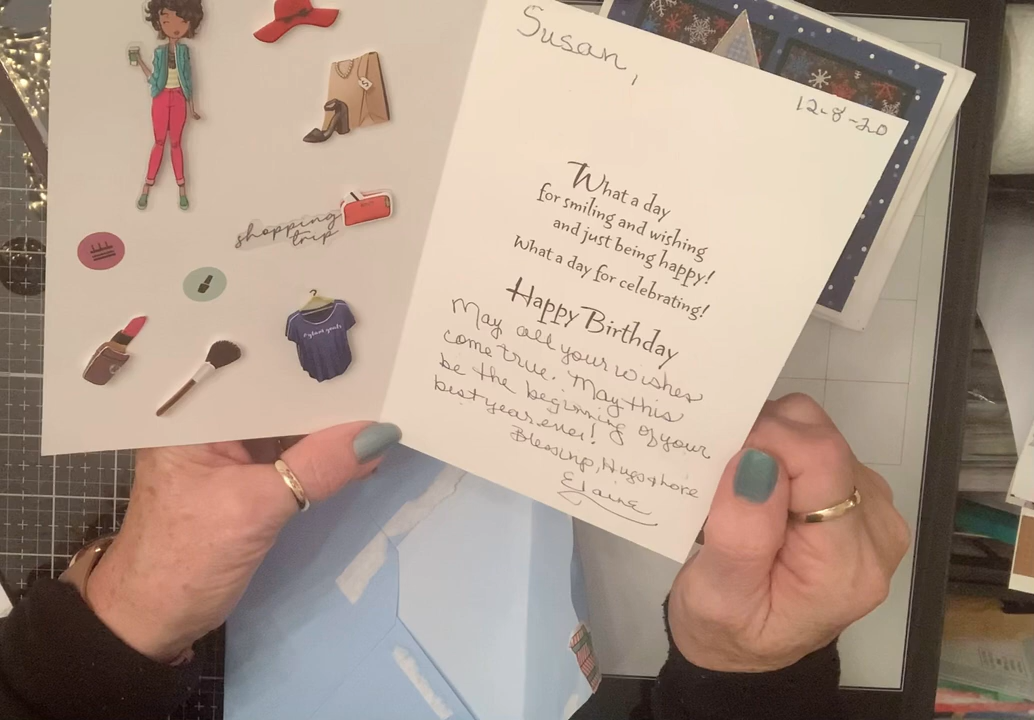 Susan,
12-8-20
What a day
for smiling and wishing
and just being happy!
What a day for celebrating!
Happy Birthday
May all your wishes
come true. May this
be the beginning of your
best year ever!
Blessings, Hugs & Love
Elaine
shopping
trip